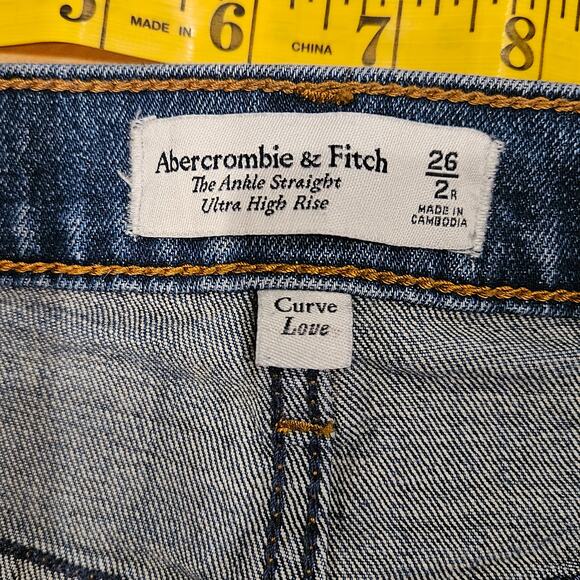 5 MADE IN 6 CHINA 7 8
Abercrombie & Fitch
The Ankle Straight
Ultra High Rise
26
2R
MADE IN
CAMBODIA
Curve
Love